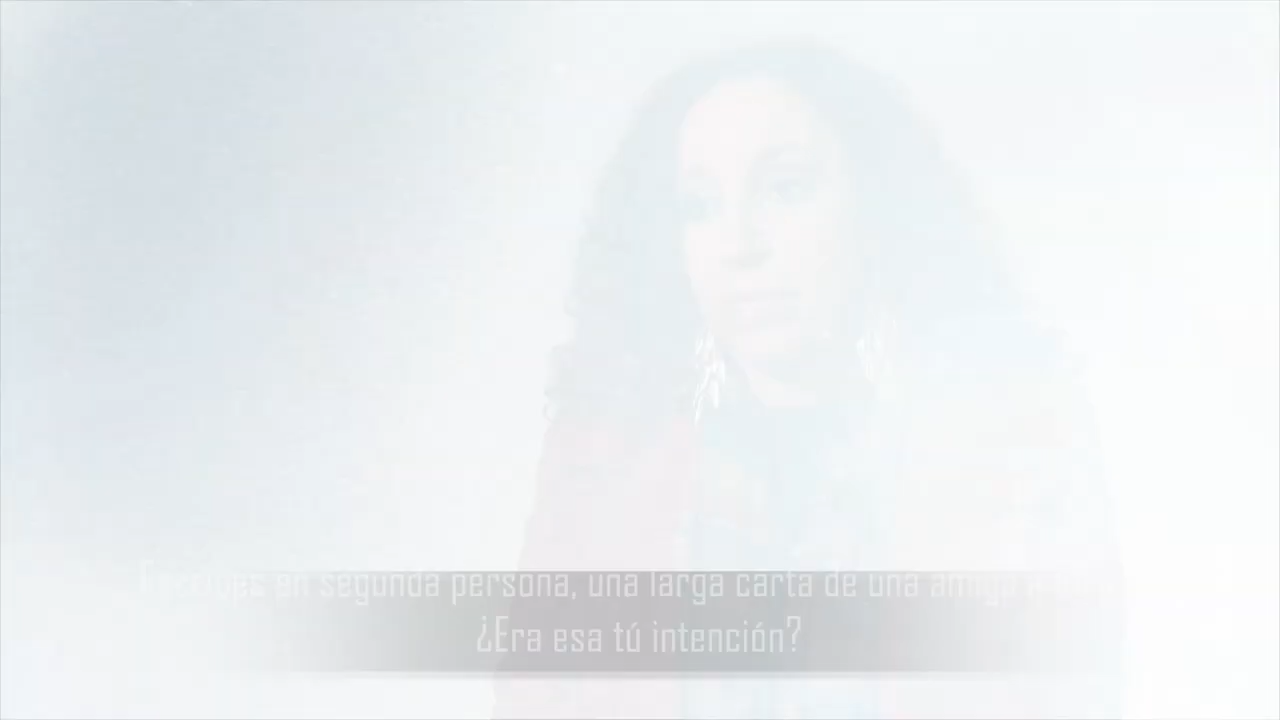 en segunda persona, una larga carta de una
¿Era esa tú intención?